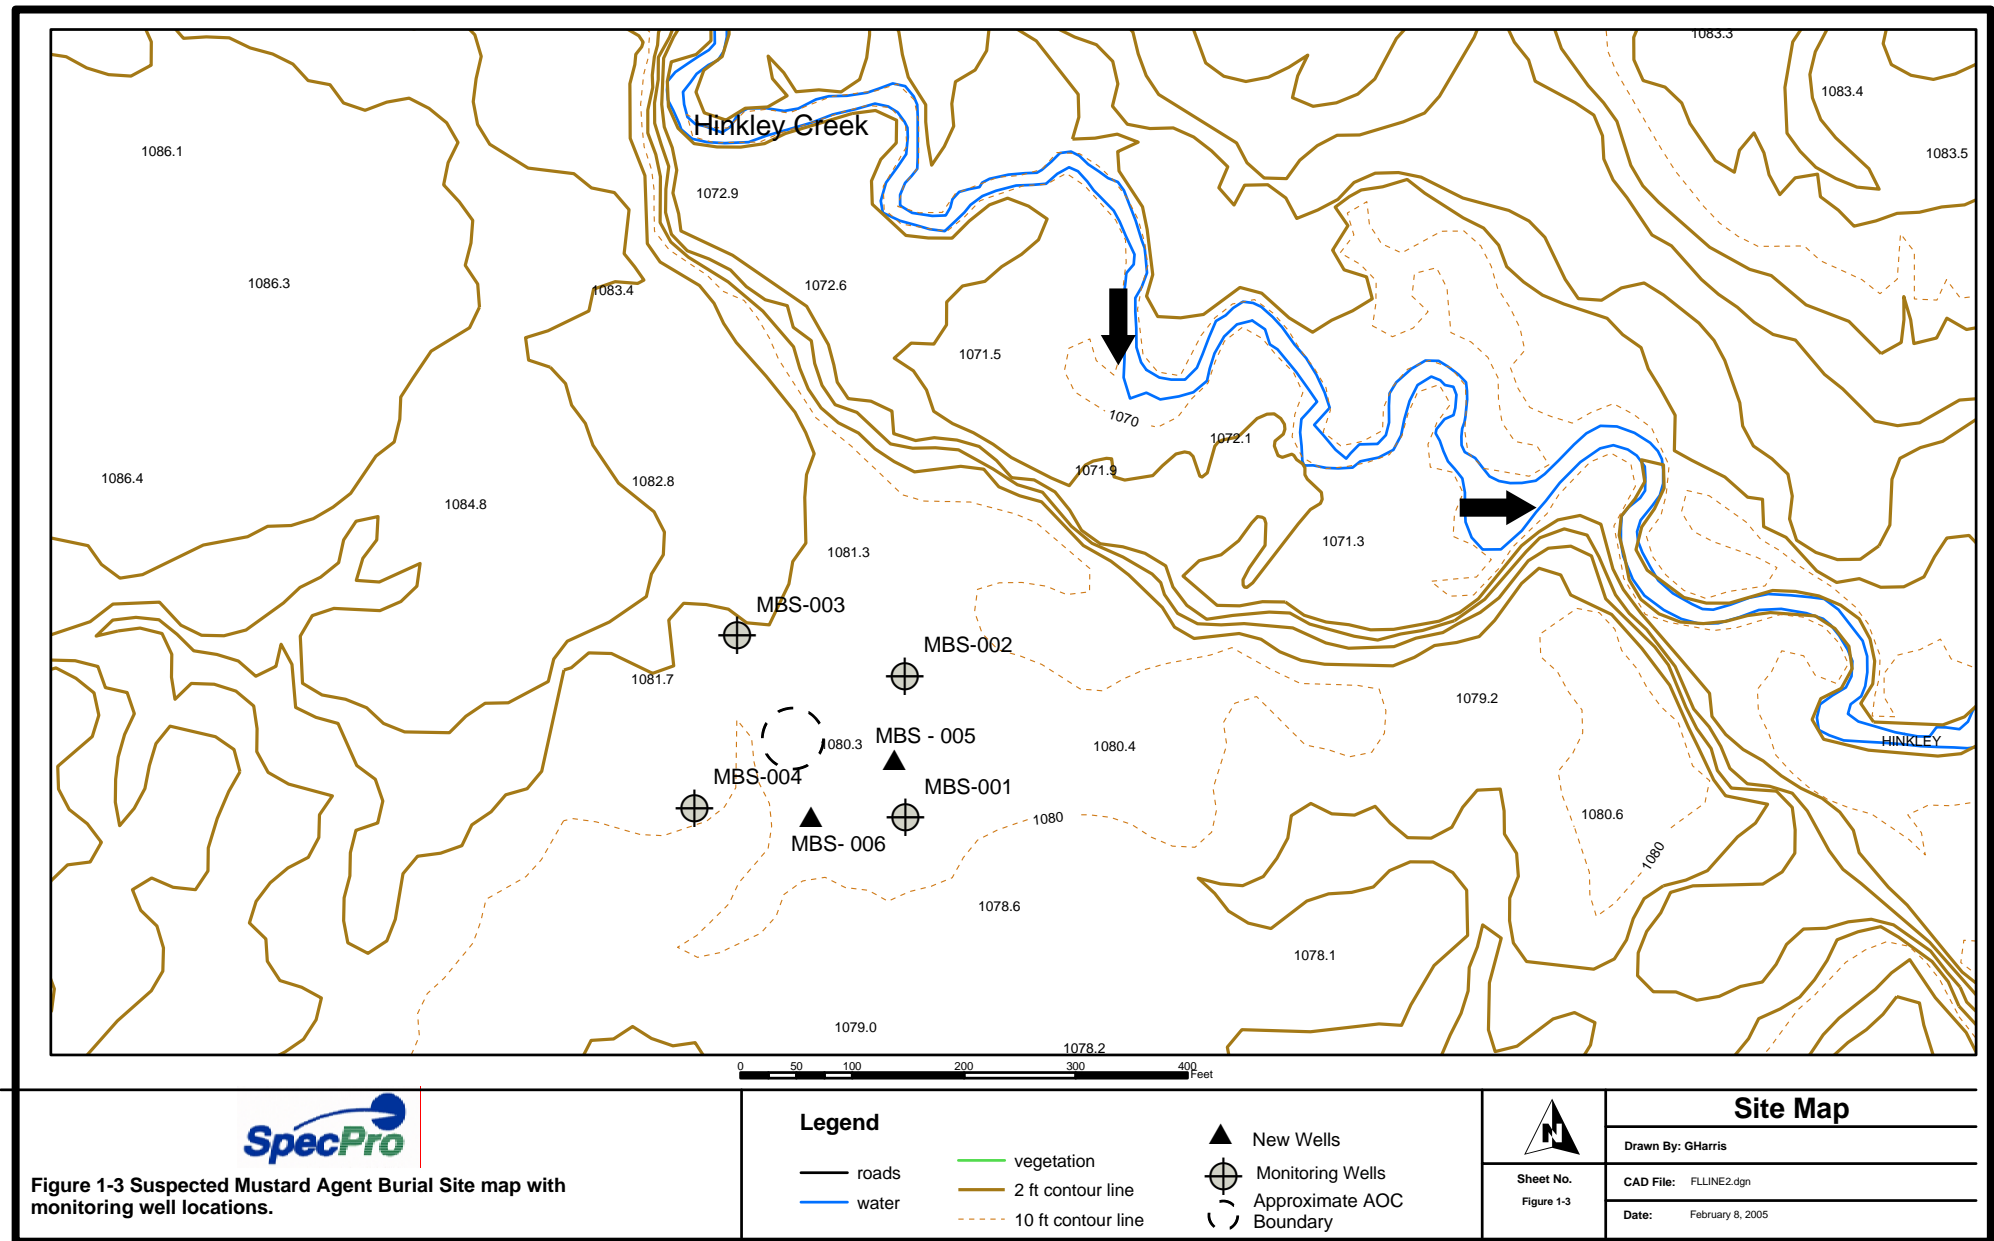 1083.3
1083.4
Hinkley Creek
1086.1
1083.5
1072.9
1086.3
1083.4
1072.6
1071.5
1070
1072.1
1071.9
1086.4
1082.8
1084.8
1081.3
1071.3
MBS-003
MBS-002
1081.7
1079.2
1080.3
MBS - 005
1080.4
HINKLEY
MBS-004
MBS-001
1080
1080.6
MBS- 006
1080
1078.6
1078.1
1079.0
1078.2
0 50 100 200 300 400
Feet
SpecPro
Figure 1-3 Suspected Mustard Agent Burial Site map with
monitoring well locations.
Legend
roads
water
vegetation
2 ft contour line
10 ft contour line
New Wells
Monitoring Wells
Approximate AOC
Boundary
N
Sheet No.
Figure 1-3
Site Map
Drawn By: GHarris
CAD File: FLLINE2.dgn
Date: February 8, 2005